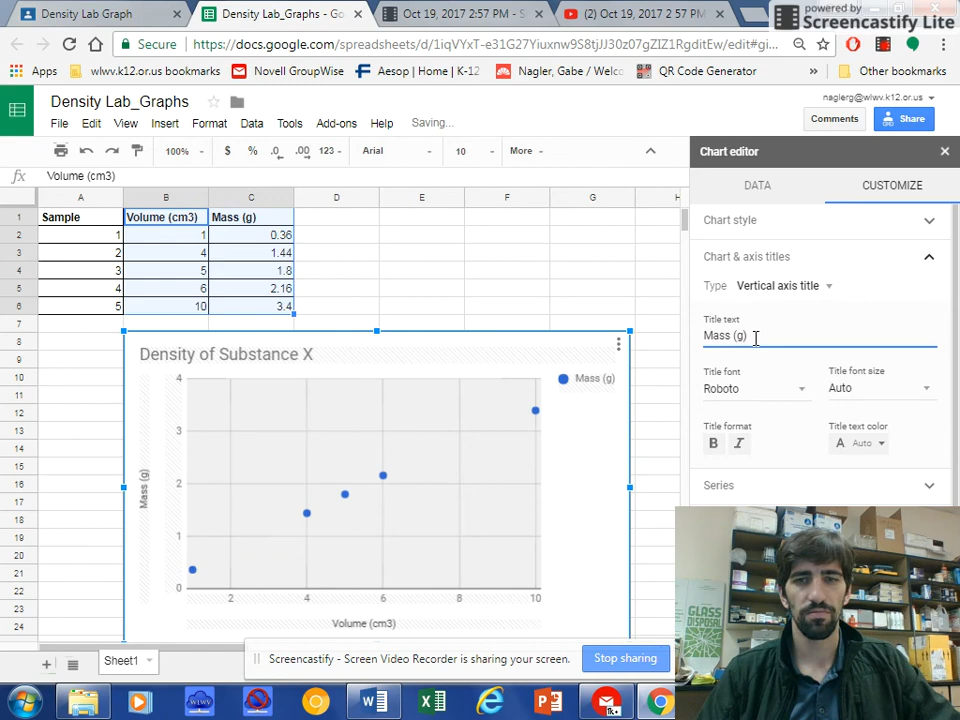 Density Lab Graph
Density Lab_Graphs - Go
Oct 19, 2017 2:57 PM - S
(2) Oct 19, 2017 2 57 PM
RECORDED WITH
Screencastify Lite
Secure
https://docs.google.com/spreadsheets/d/1iqVYxT-e31G27Yiuxnw9S8tjJJ30z07gZIZ1RgditEw/edit#gi...
Apps
wlwv.k12.or.us bookmarks
Novell GroupWise
Aesop | Home | K-12
Nagler, Gabe / Welco
QR Code Generator
»
Other bookmarks
Density Lab_Graphs
naglerg@wlwv.k12.or.us
File Edit View Insert Format Data Tools Add-ons Help Saving...
Comments
Share
100% $ % .0 .00 123 Arial 10 More
Chart editor
fx Volume (cm3)
DATA
CUSTOMIZE
A B C D E F G H
1 Sample Volume (cm3) Mass (g)
2 1 1 0.36
3 2 4 1.44
4 3 5 1.8
5 4 6 2.16
6 5 10 3.4
7
8
9
10
11
12
13
14
15
16
17
18
19
20
21
22
23
24
Chart style
Chart & axis titles
Type Vertical axis title
Title text
Mass (g)
Title font
Roboto
Title font size
Auto
Title format
B I
Title text color
A Auto
Series
Density of Substance X
Mass (g)
4
3
2
1
0
Mass (g)
2 4 6 8 10
Volume (cm3)
Sheet1
Screencastify - Screen Video Recorder is sharing your screen.
Stop sharing
GLASS
DISPOSAL
WLWV
1k+